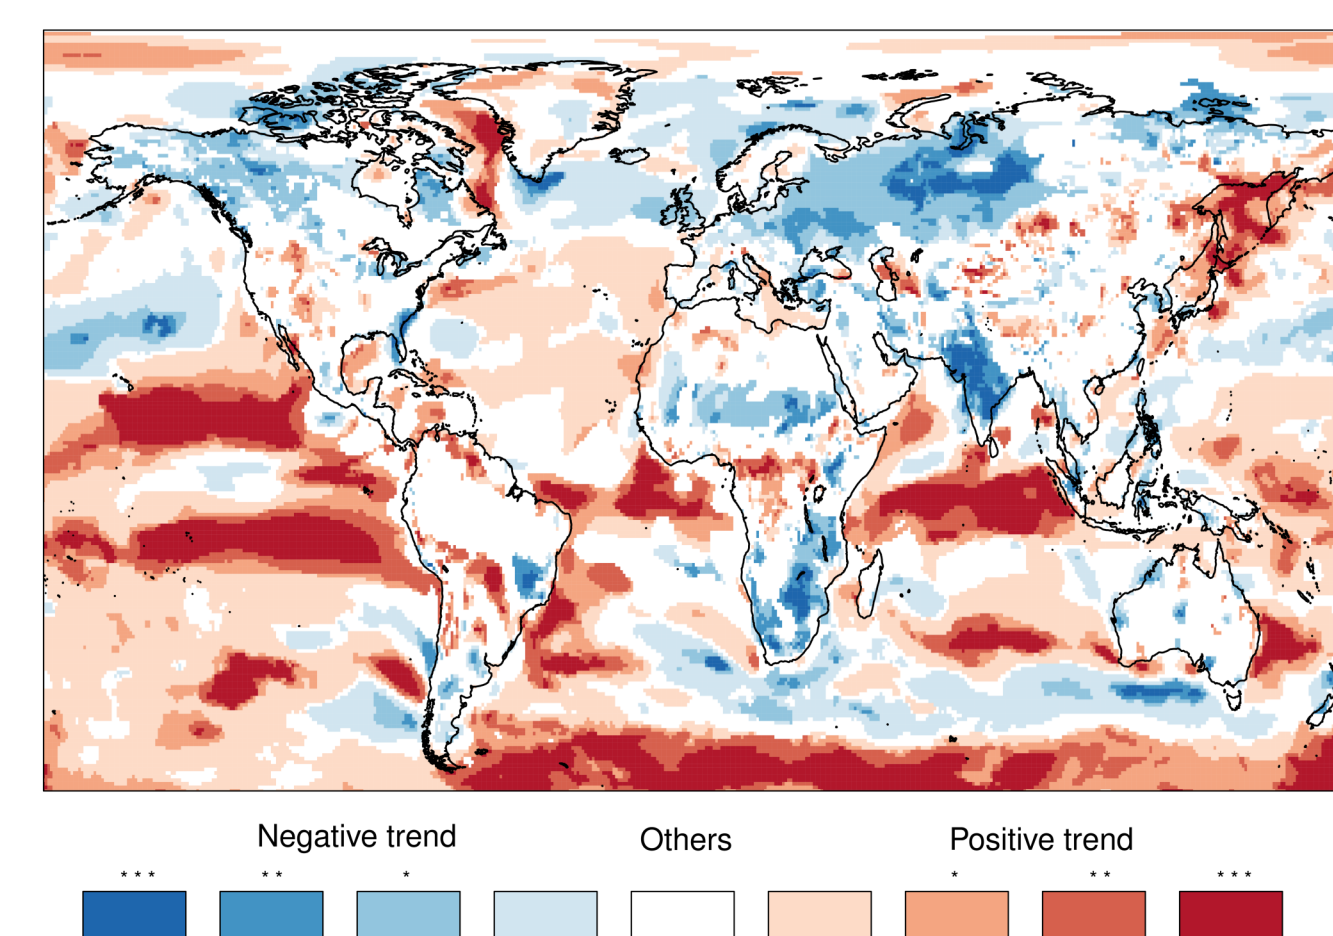 Negative trend
Others
Positive trend
* * *
* *
*
*
* *
* * *